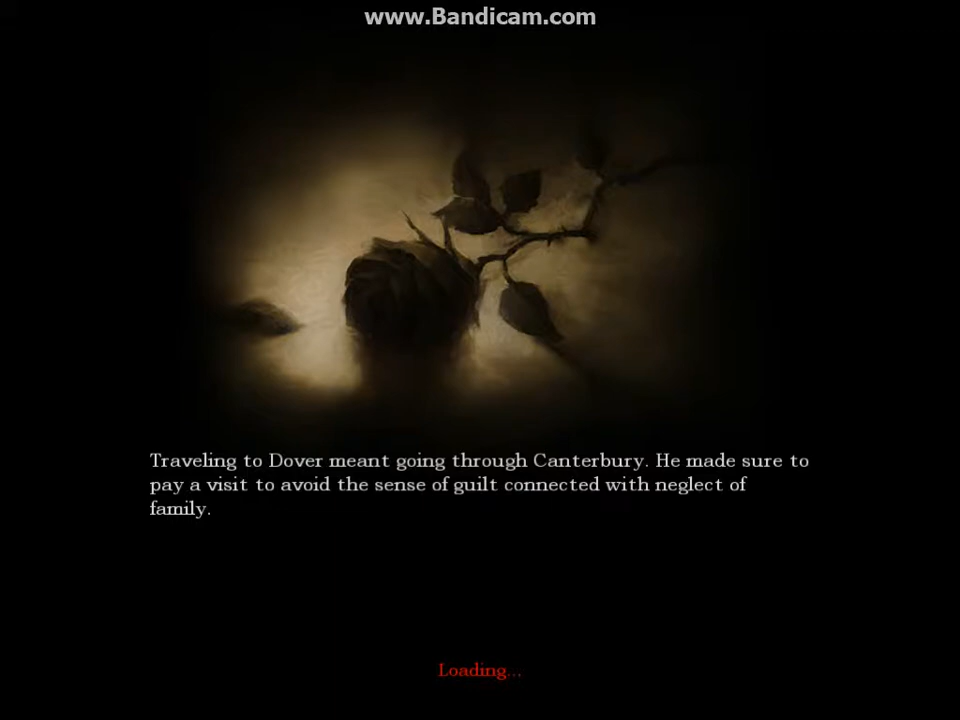 www.Bandicam.com
Traveling to Dover meant going through Canterbury. He made sure to
pay a visit to avoid the sense of guilt connected with neglect of
family.
Loading...